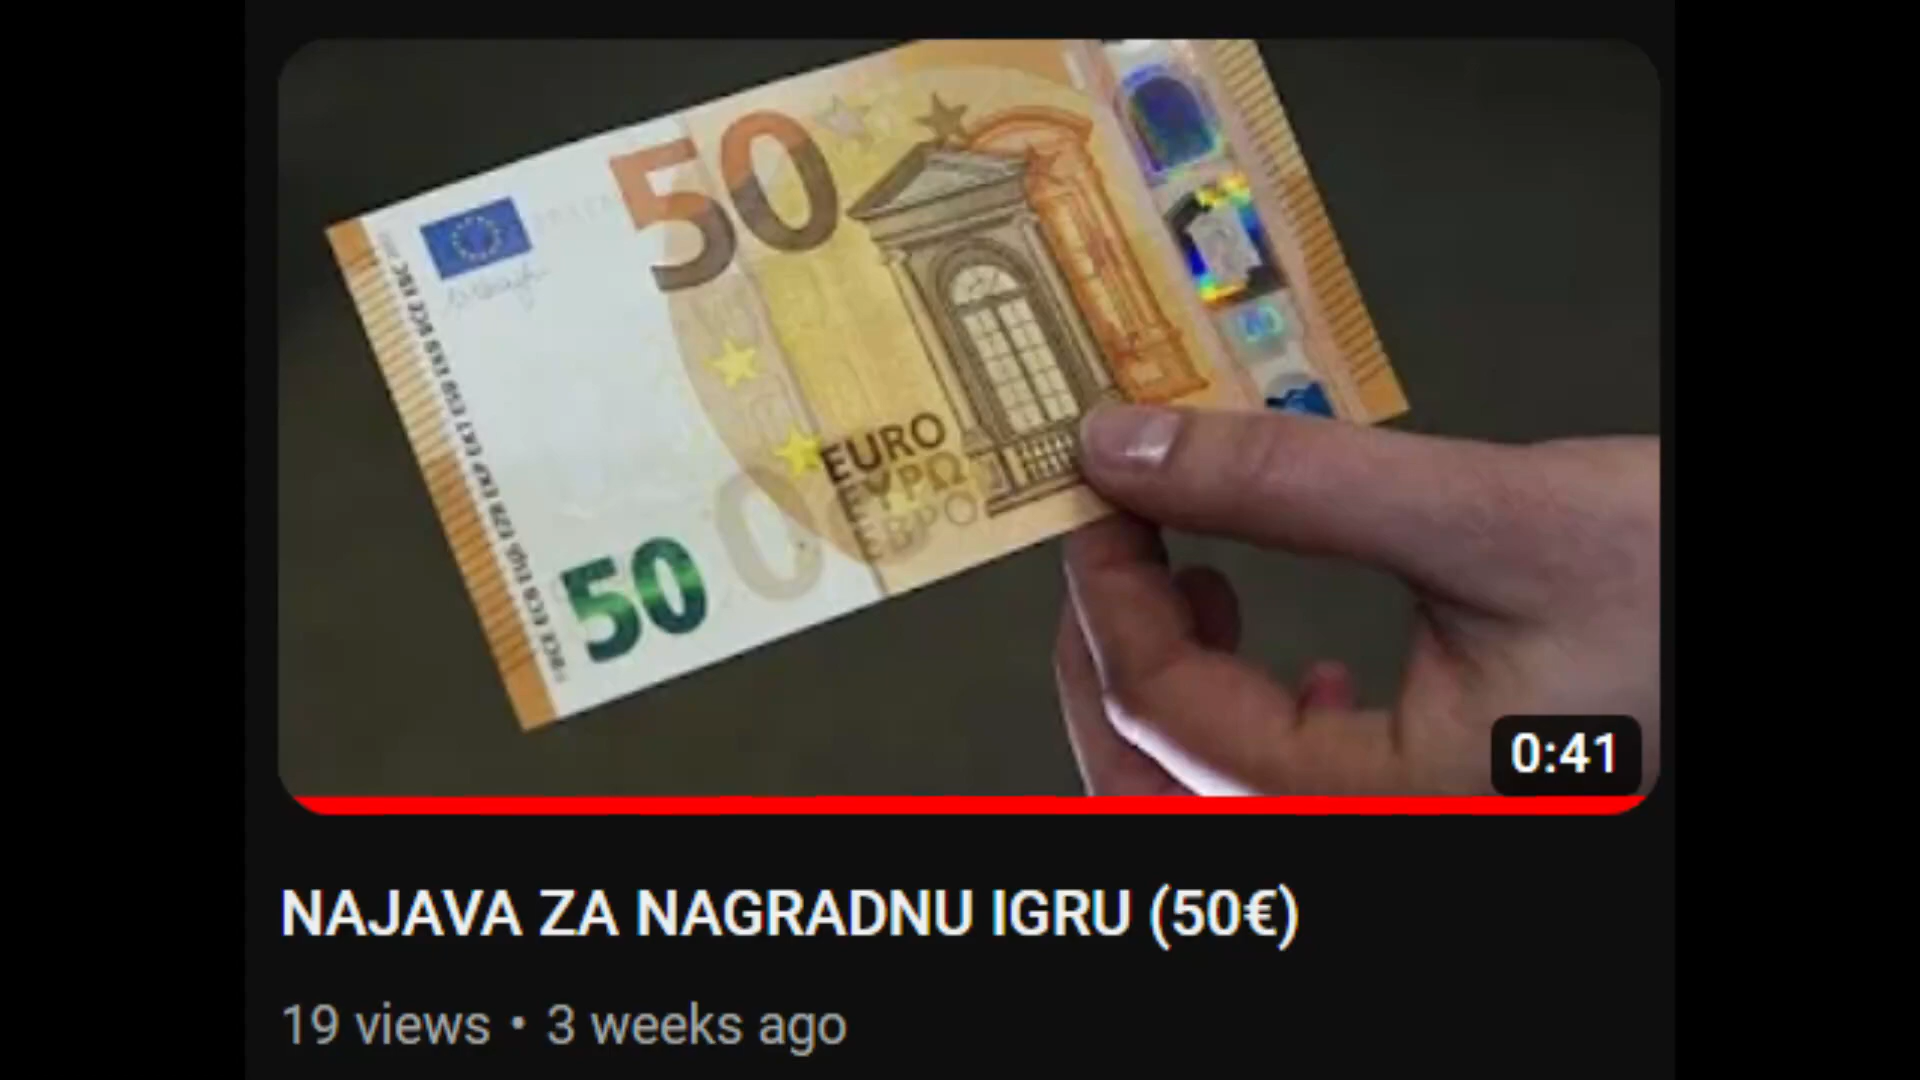 50
EURO
ΕΥΡΩ
ЕВРО
50
0:41
NAJAVA ZA NAGRADNU IGRU (50€)
19 views • 3 weeks ago